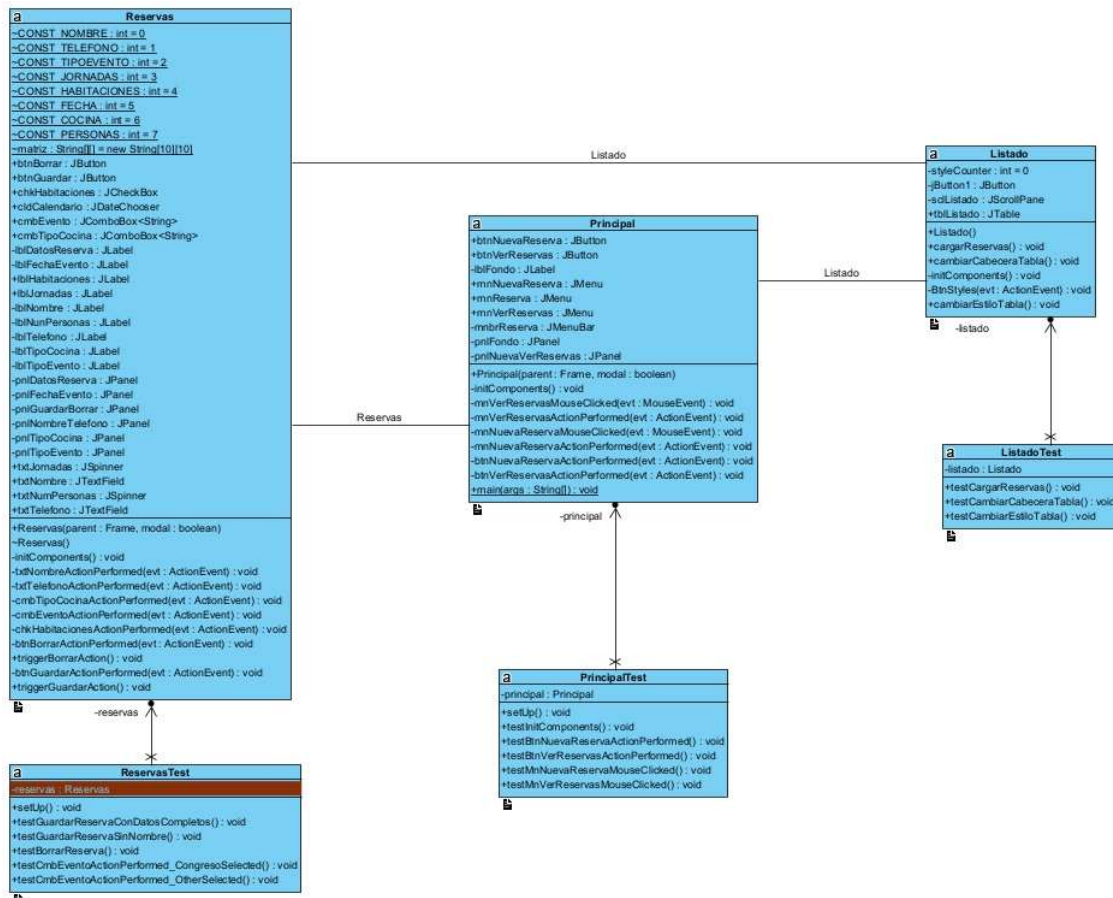 a
Reservas
~CONST_NOMBRE : int = 0
~CONST_TELEFONO : int = 1
~CONST_TIPOEVENTO : int = 2
~CONST_JORNADAS : int = 3
~CONST_HABITACIONES : int = 4
~CONST_FECHA : int = 5
~CONST_COCINA : int = 6
~CONST_PERSONAS : int = 7
~matriz : String[][] = new String[10][10]
+btnBorrar : JButton
+btnGuardar : JButton
+chkHabitaciones : JCheckBox
+cldCalendario : JDateChooser
+cmbEvento : JComboBox<String>
+cmbTipoCocina : JComboBox<String>
-lblDatosReserva : JLabel
-lblFechaEvento : JLabel
+lblHabitaciones : JLabel
+lblJornadas : JLabel
-lblNombre : JLabel
-lblNunPersonas : JLabel
-lblTelefono : JLabel
-lblTipoCocina : JLabel
-lblTipoEvento : JLabel
-pnlDatosReserva : JPanel
-pnlFechaEvento : JPanel
-pnlGuardarBorrar : JPanel
-pnlNombreTelefono : JPanel
-pnlTipoCocina : JPanel
-pnlTipoEvento : JPanel
+txtJornadas : JSpinner
+txtNombre : JTextField
+txtNumPersonas : JSpinner
+txtTelefono : JTextField
+Reservas(parent : Frame, modal : boolean)
~Reservas()
-initComponents() : void
-txtNombreActionPerformed(evt : ActionEvent) : void
-txtTelefonoActionPerformed(evt : ActionEvent) : void
-cmbTipoCocinaActionPerformed(evt : ActionEvent) : void
-cmbEventoActionPerformed(evt : ActionEvent) : void
-chkHabitacionesActionPerformed(evt : ActionEvent) : void
-btnBorrarActionPerformed(evt : ActionEvent) : void
+triggerBorrarAction() : void
-btnGuardarActionPerformed(evt : ActionEvent) : void
+triggerGuardarAction() : void
-reservas
a
ReservasTest
-reservas : Reservas
+setUp() : void
+testGuardarReservaConDatosCompletos() : void
+testGuardarReservaSinNombre() : void
+testBorrarReserva() : void
+testCmbEventoActionPerformed_CongresoSelected() : void
+testCmbEventoActionPerformed_OtherSelected() : void
Listado
Reservas
a
Principal
+btnNuevaReserva : JButton
+btnVerReservas : JButton
-lblFondo : JLabel
+mnNuevaReserva : JMenu
+mnReserva : JMenu
+mnVerReservas : JMenu
-mnbrReserva : JMenuBar
-pnlFondo : JPanel
-pnlNuevaVerReservas : JPanel
+Principal(parent : Frame, modal : boolean)
-initComponents() : void
-mnVerReservasMouseClicked(evt : MouseEvent) : void
-mnVerReservasActionPerformed(evt : ActionEvent) : void
-mnNuevaReservaMouseClicked(evt : MouseEvent) : void
-mnNuevaReservaActionPerformed(evt : ActionEvent) : void
-btnNuevaReservaActionPerformed(evt : ActionEvent) : void
-btnVerReservasActionPerformed(evt : ActionEvent) : void
+main(args : String[]) : void
-principal
a
PrincipalTest
-principal : Principal
+setUp() : void
+testInitComponents() : void
+testBtnNuevaReservaActionPerformed() : void
+testBtnVerReservasActionPerformed() : void
+testMnNuevaReservaMouseClicked() : void
+testMnVerReservasMouseClicked() : void
Listado
a
Listado
-styleCounter : int = 0
-jButton1 : JButton
-sclListado : JScrollPane
+tblListado : JTable
+Listado()
+cargarReservas() : void
+cambiarCabeceraTabla() : void
-initComponents() : void
-BtnStyles(evt : ActionEvent) : void
+cambiarEstiloTabla() : void
-listado
a
ListadoTest
-listado : Listado
+testCargarReservas() : void
+testCambiarCabeceraTabla() : void
+testCambiarEstiloTabla() : void